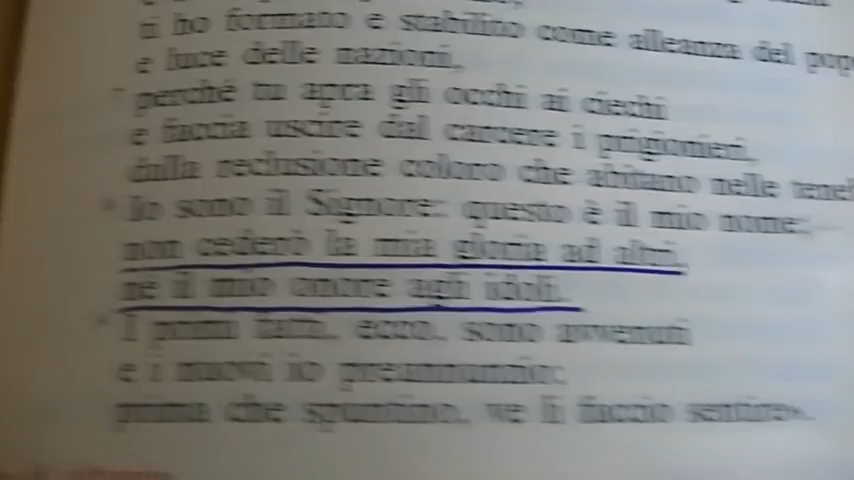 ti ho formato e stabilito come alleanza del pop
e luce delle nazioni,
perché tu apra gli occhi ai ciechi
e faccia uscire dal carcere i prigionieri,
dalla reclusione coloro che abitano nelle teneb
Io sono il Signore: questo è il mio nome;
non cederò la mia gloria ad altri,
né il mio onore agli idoli.
I primi fatti, ecco, sono avvenuti
e i nuovi io preannunzio;
prima che spuntino, ve li faccio sentire».